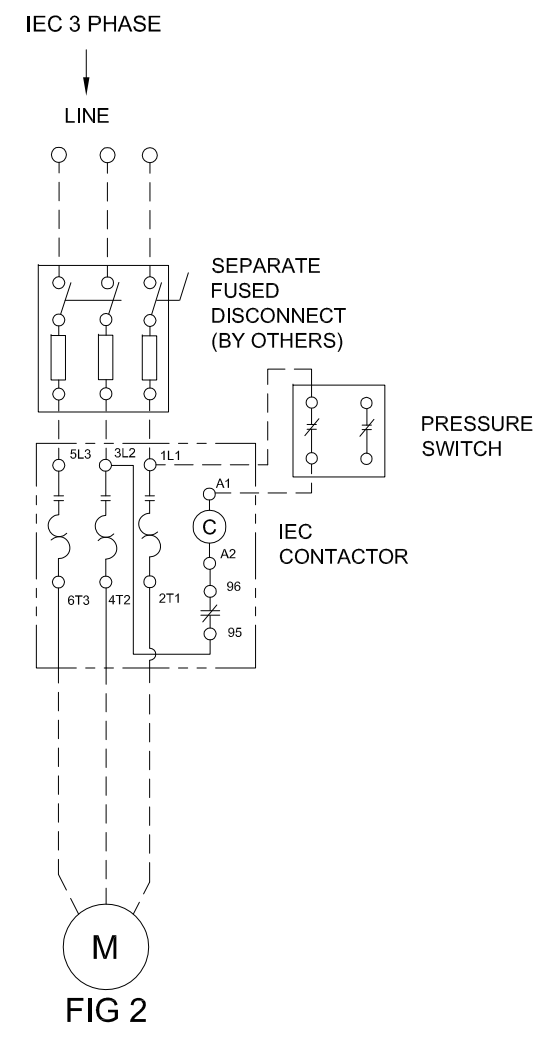 IEC 3 PHASE
LINE
SEPARATE
FUSED
DISCONNECT
(BY OTHERS)
PRESSURE
SWITCH
5L3
3L2
1L1
A1
C
IEC
CONTACTOR
A2
96
6T3
4T2
2T1
95
M
FIG 2